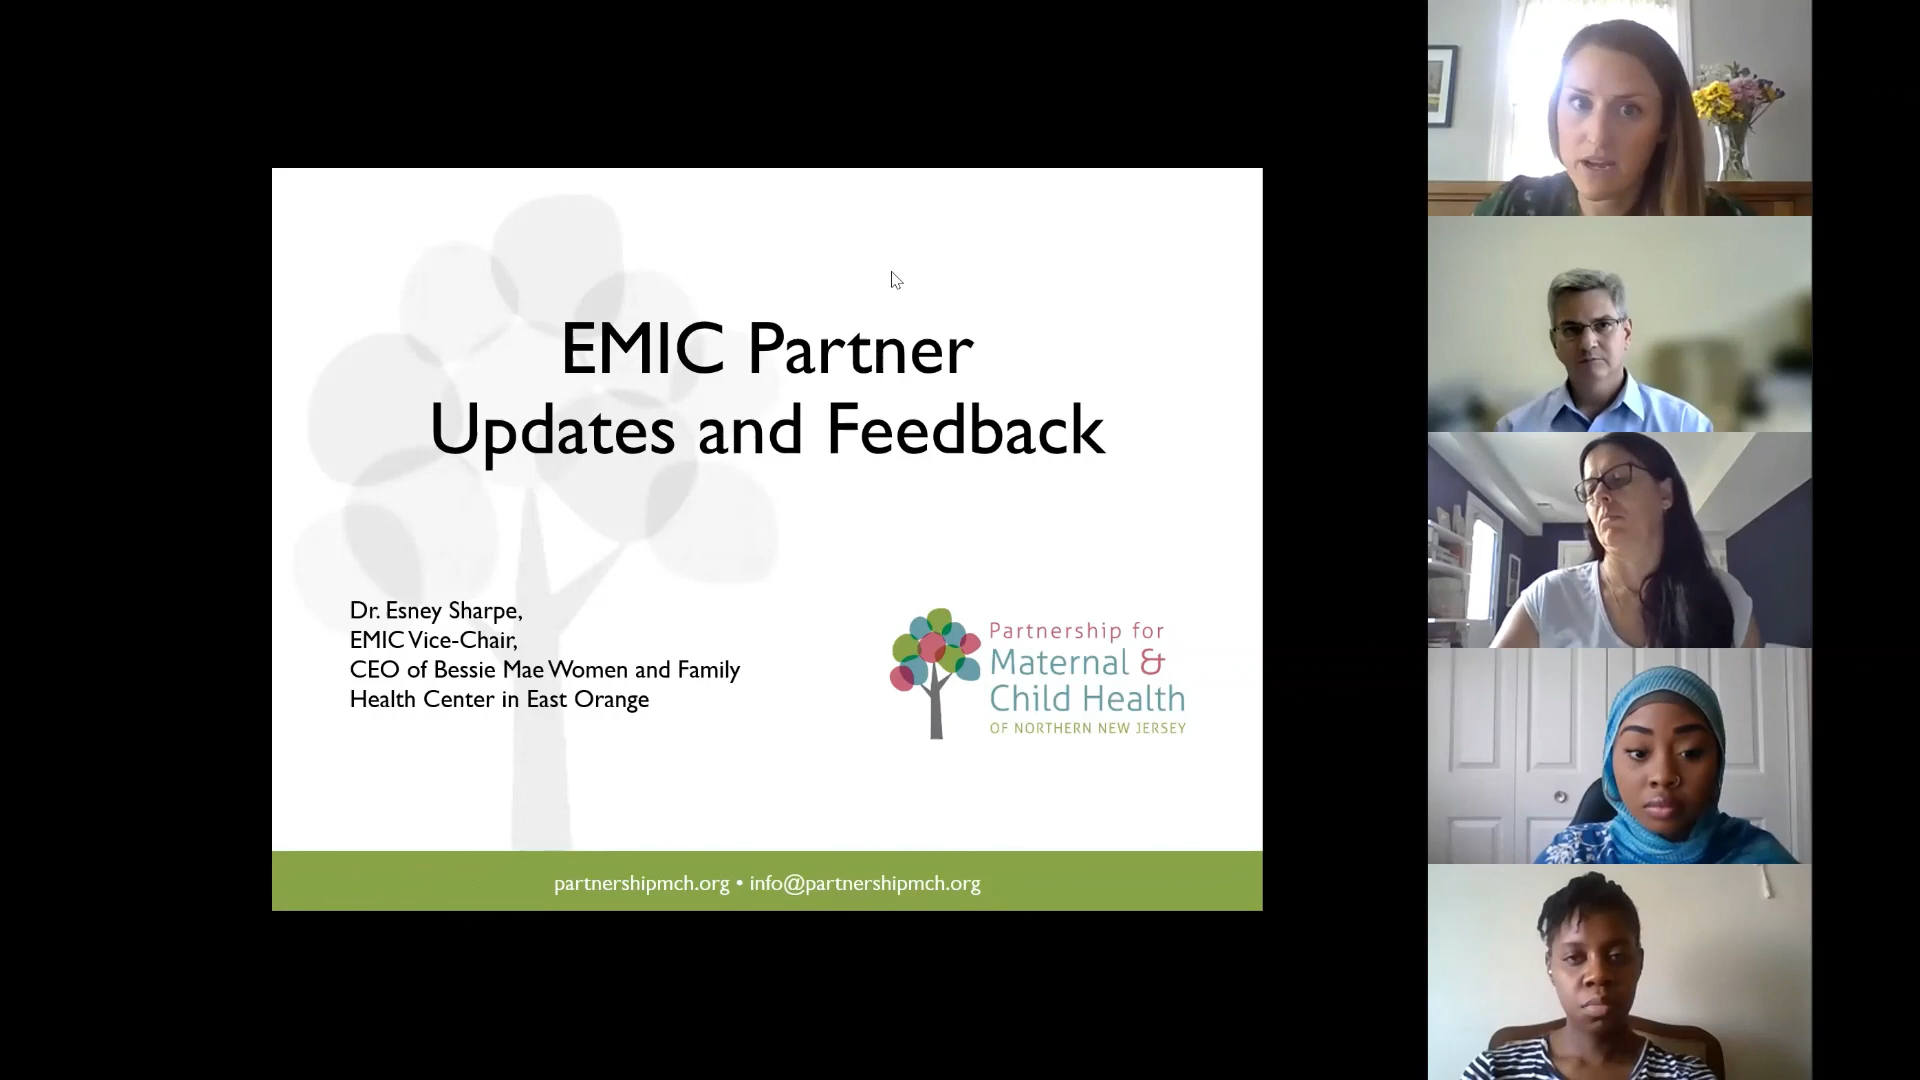 EMIC Partner
Updates and Feedback
Dr. Esney Sharpe,
EMIC Vice-Chair,
CEO of Bessie Mae Women and Family
Health Center in East Orange
Partnership for
Maternal &
Child Health
OF NORTHERN NEW JERSEY
partnershipmch.org • info@partnershipmch.org